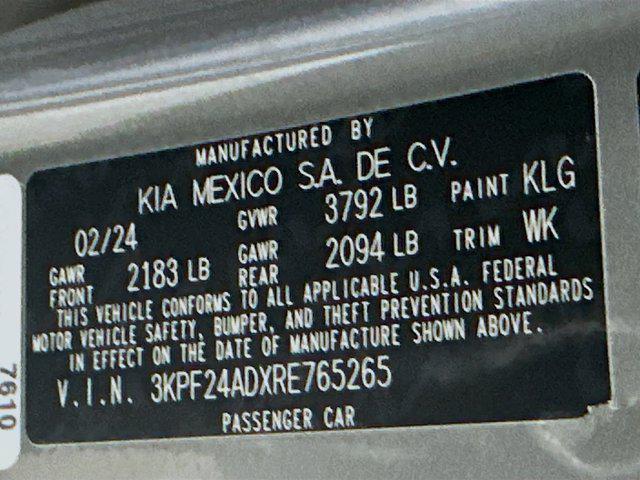 MANUFACTURED BY
KIA MEXICO S.A. DE C.V.
02/24 GVWR 3792 LB PAINT KLG
GAWR FRONT 2183 LB GAWR REAR 2094 LB TRIM WK
THIS VEHICLE CONFORMS TO ALL APPLICABLE U.S.A. FEDERAL
MOTOR VEHICLE SAFETY, BUMPER, AND THEFT PREVENTION STANDARDS
IN EFFECT ON THE DATE OF MANUFACTURE SHOWN ABOVE.
V.I.N. 3KPF24ADXRE765265
PASSENGER CAR
7610